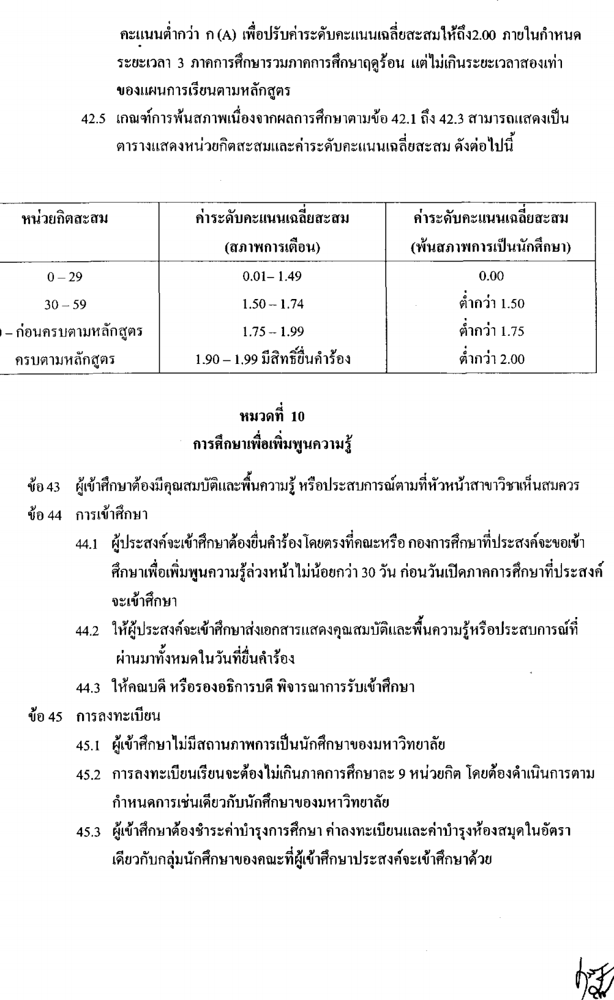 คะแนนต่ำกว่า ก (A) เพื่อปรับค่าระดับคะแนนเฉลี่ยสะสมให้ถึง2.00 ภายในกำหนด
ระยะเวลา 3 ภาคการศึกษารวมภาคการศึกษาฤดูร้อน แต่ไม่เกินระยะเวลาสองเท่า
ของแผนการเรียนตามหลักสูตร
42.5 เกณฑ์การพ้นสภาพเนื่องจากผลการศึกษาตามข้อ 42.1 ถึง 42.3 สามารถแสดงเป็น
ตารางแสดงหน่วยกิตสะสมและค่าระดับคะแนนเฉลี่ยสะสม ดังต่อไปนี้
หน่วยกิตสะสม ค่าระดับคะแนนเฉลี่ยสะสม ค่าระดับคะแนนเฉลี่ยสะสม
(สภาพการเตือน) (พ้นสภาพการเป็นนักศึกษา)
0 – 29 0.01– 1.49 0.00
30 – 59 1.50 – 1.74 ต่ำกว่า 1.50
– ก่อนครบตามหลักสูตร 1.75 – 1.99 ต่ำกว่า 1.75
ครบตามหลักสูตร 1.90 – 1.99 มีสิทธิ์ยื่นคำร้อง ต่ำกว่า 2.00
หมวดที่ 10
การศึกษาเพื่อเพิ่มพูนความรู้
ข้อ 43 ผู้เข้าศึกษาต้องมีคุณสมบัติและพื้นความรู้ หรือประสบการณ์ตามที่หัวหน้าสาขาวิชาเห็นสมควร
ข้อ 44 การเข้าศึกษา
44.1 ผู้ประสงค์จะเข้าศึกษาต้องยื่นคำร้องโดยตรงที่คณะหรือ กองการศึกษาที่ประสงค์จะขอเข้า
ศึกษาเพื่อเพิ่มพูนความรู้ล่วงหน้าไม่น้อยกว่า 30 วัน ก่อนวันเปิดภาคการศึกษาที่ประสงค์
จะเข้าศึกษา
44.2 ให้ผู้ประสงค์จะเข้าศึกษาส่งเอกสารแสดงคุณสมบัติและพื้นความรู้หรือประสบการณ์ที่
ผ่านมาทั้งหมดในวันที่ยื่นคำร้อง
44.3 ให้คณบดี หรือรองอธิการบดี พิจารณาการรับเข้าศึกษา
ข้อ 45 การลงทะเบียน
45.1 ผู้เข้าศึกษาไม่มีสถานภาพการเป็นนักศึกษาของมหาวิทยาลัย
45.2 การลงทะเบียนเรียนจะต้องไม่เกินภาคการศึกษาละ 9 หน่วยกิต โดยต้องดำเนินการตาม
กำหนดการเช่นเดียวกับนักศึกษาของมหาวิทยาลัย
45.3 ผู้เข้าศึกษาต้องชำระค่าบำรุงการศึกษา ค่าลงทะเบียนและค่าบำรุงห้องสมุดในอัตรา
เดียวกับกลุ่มนักศึกษาของคณะที่ผู้เข้าศึกษาประสงค์จะเข้าศึกษาด้วย